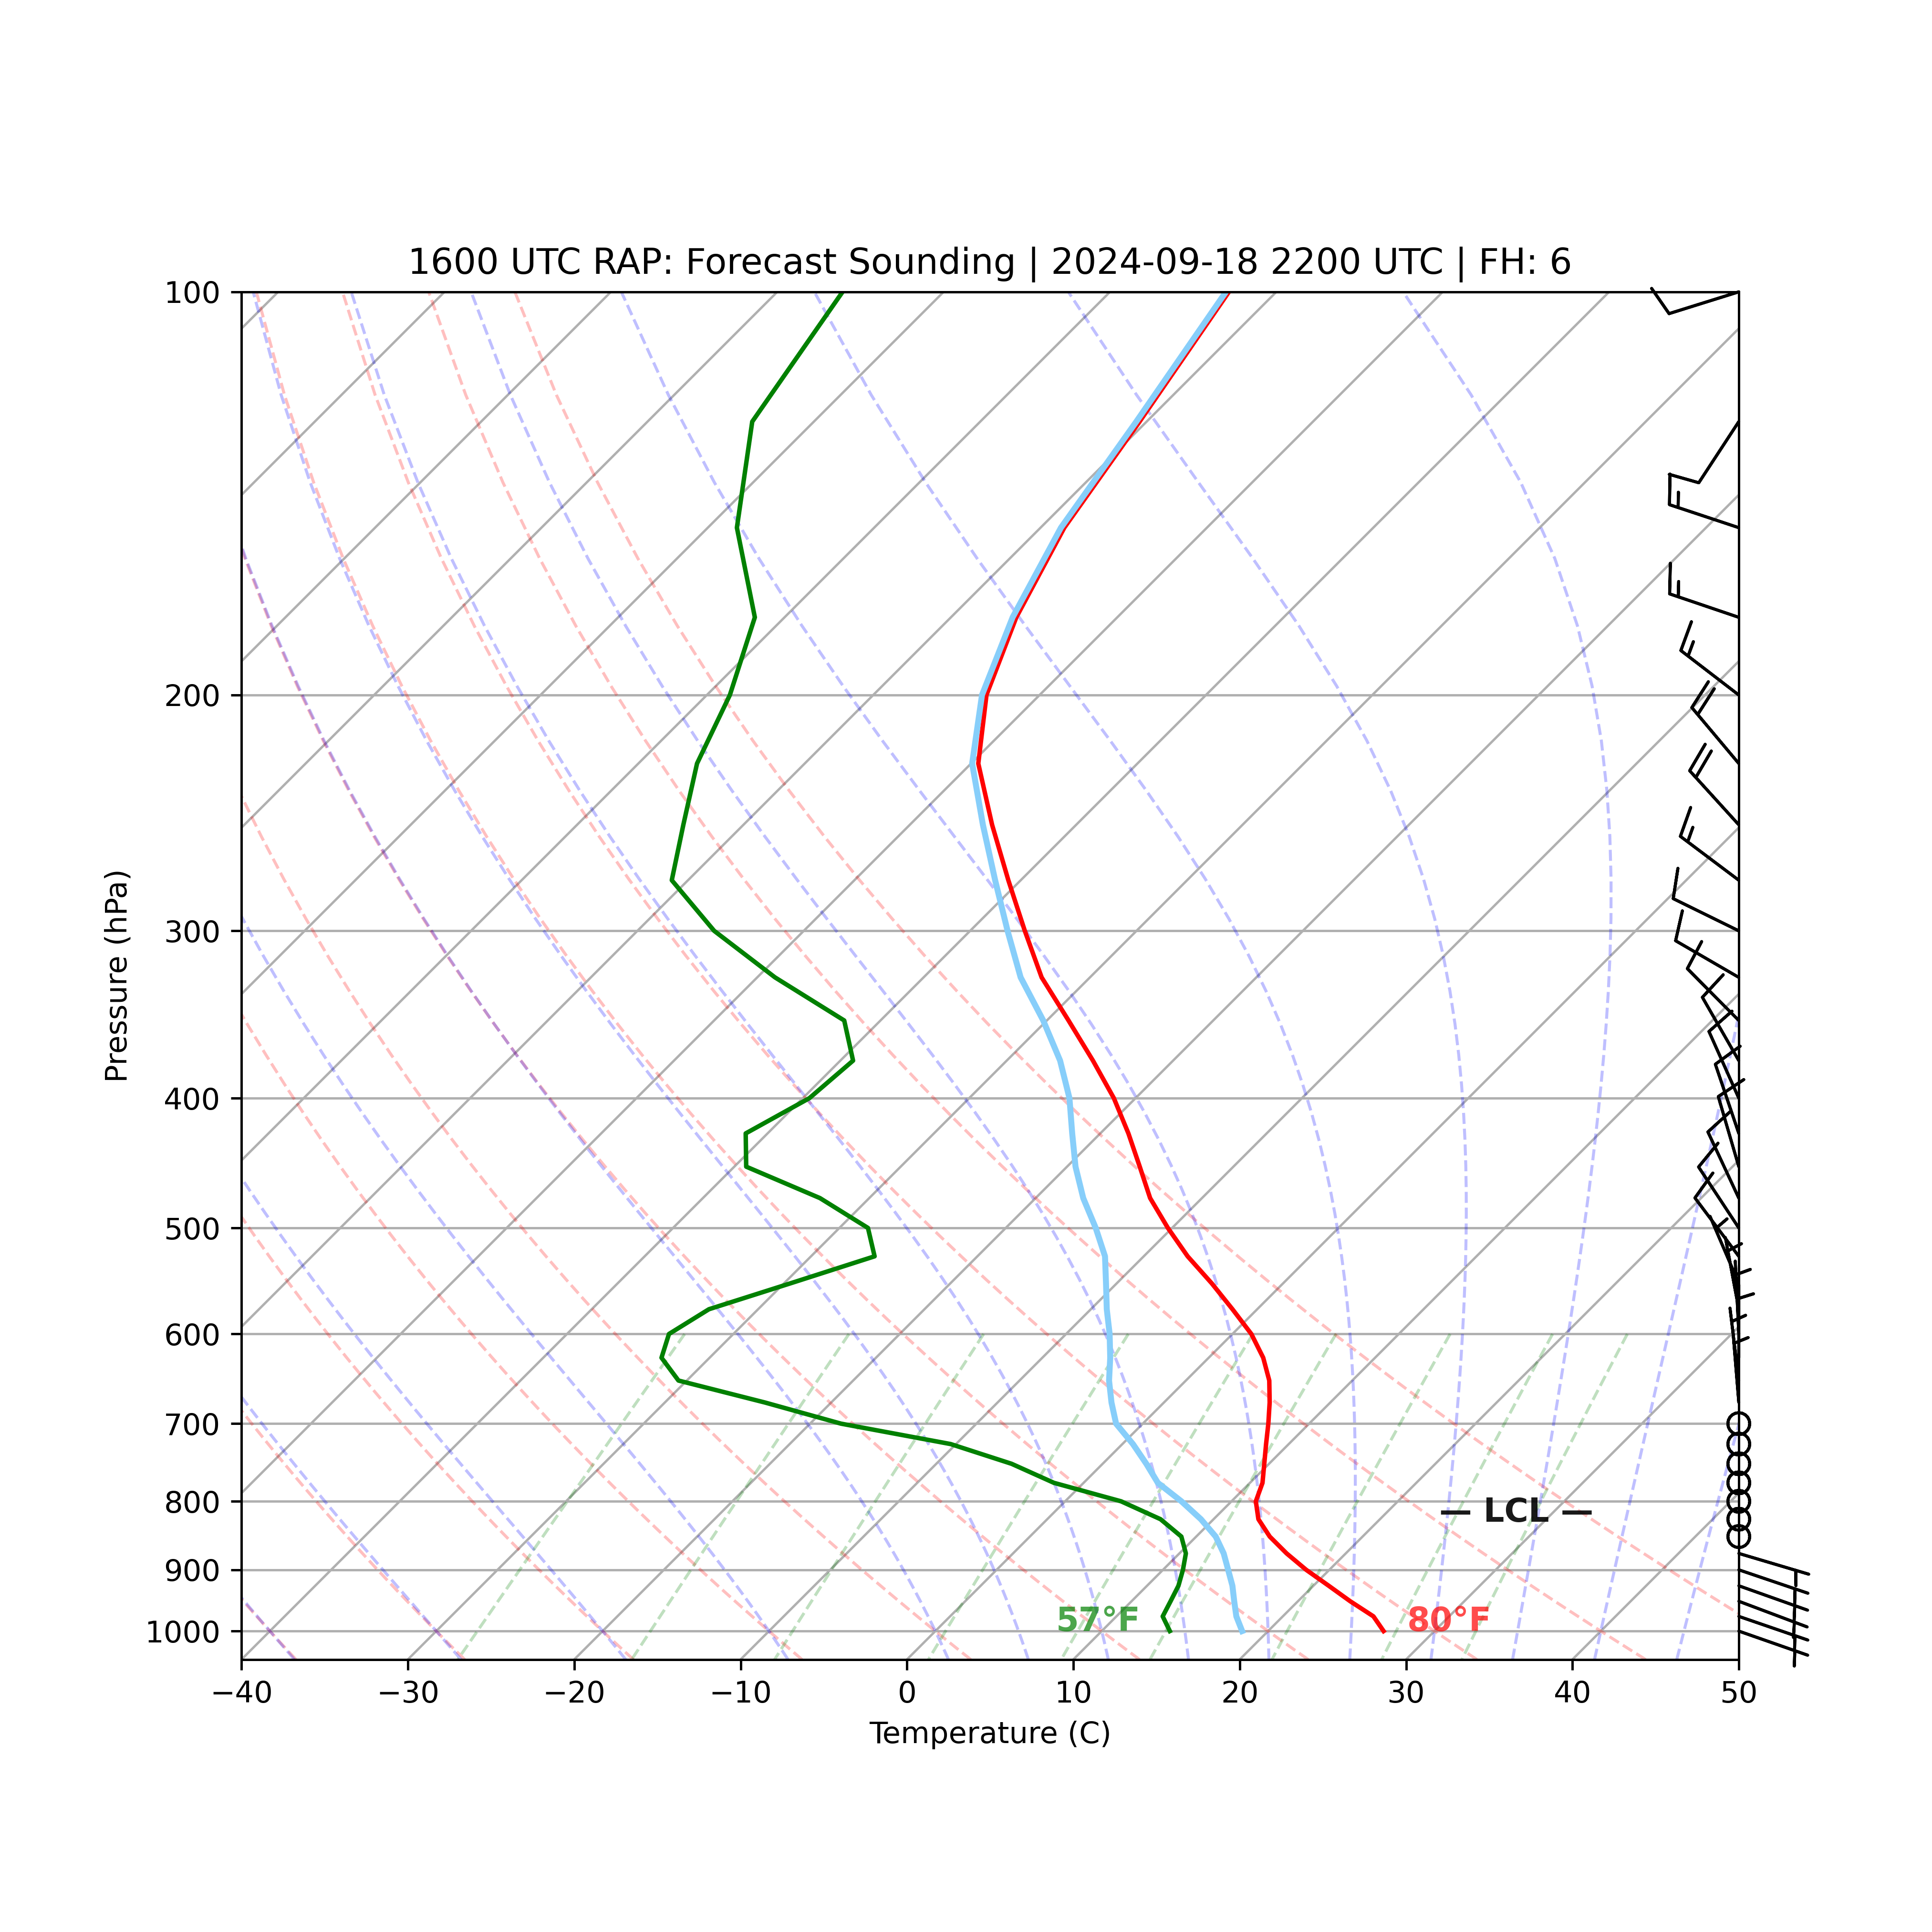 1600 UTC RAP: Forecast Sounding | 2024-09-18 2200 UTC | FH: 6
100
200
300
400
500
600
700
800
900
1000
Pressure (hPa)
— LCL —
57°F
80°F
−40 −30 −20 −10 0 10 20 30 40 50
Temperature (C)